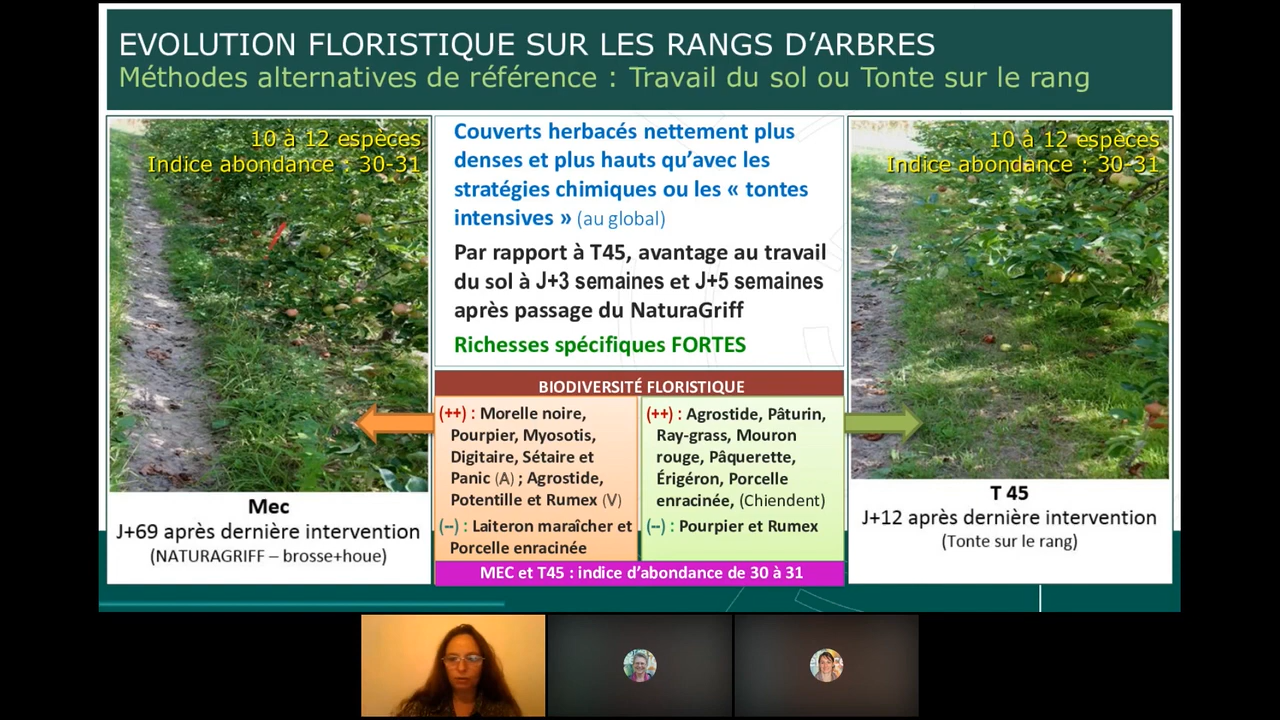 EVOLUTION FLORISTIQUE SUR LES RANGS D'ARBRES
Méthodes alternatives de référence : Travail du sol ou Tonte sur le rang
10 à 12 espèces
Indice abondance : 30-31
Mec
J+69 après dernière intervention
(NATURAGRIFF – brosse+houe)
Couverts herbacés nettement plus
denses et plus hauts qu'avec les
stratégies chimiques ou les « tontes
intensives » (au global)
Par rapport à T45, avantage au travail
du sol à J+3 semaines et J+5 semaines
après passage du NaturaGriff
Richesses spécifiques FORTES
BIODIVERSITÉ FLORISTIQUE
(++) : Morelle noire,
Pourpier, Myosotis,
Digitaire, Sétaire et
Panic (A) ; Agrostide,
Potentille et Rumex (V)
(--) : Laiteron maraîcher et
Porcelle enracinée
(++) : Agrostide, Pâturin,
Ray-grass, Mouron
rouge, Pâquerette,
Érigéron, Porcelle
enracinée, (Chiendent)
(--) : Pourpier et Rumex
MEC et T45 : indice d'abondance de 30 à 31
10 à 12 espèces
Indice abondance : 30-31
T 45
J+12 après dernière intervention
(Tonte sur le rang)